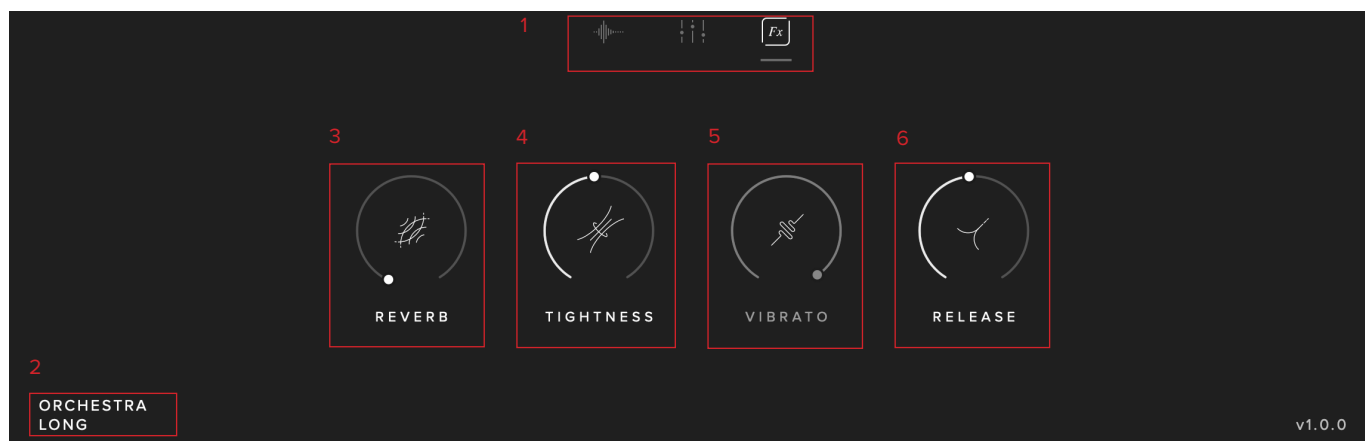 1
Fx
3
4
5
6
REVERB
TIGHTNESS
VIBRATO
RELEASE
2
ORCHESTRA
LONG
v1.0.0